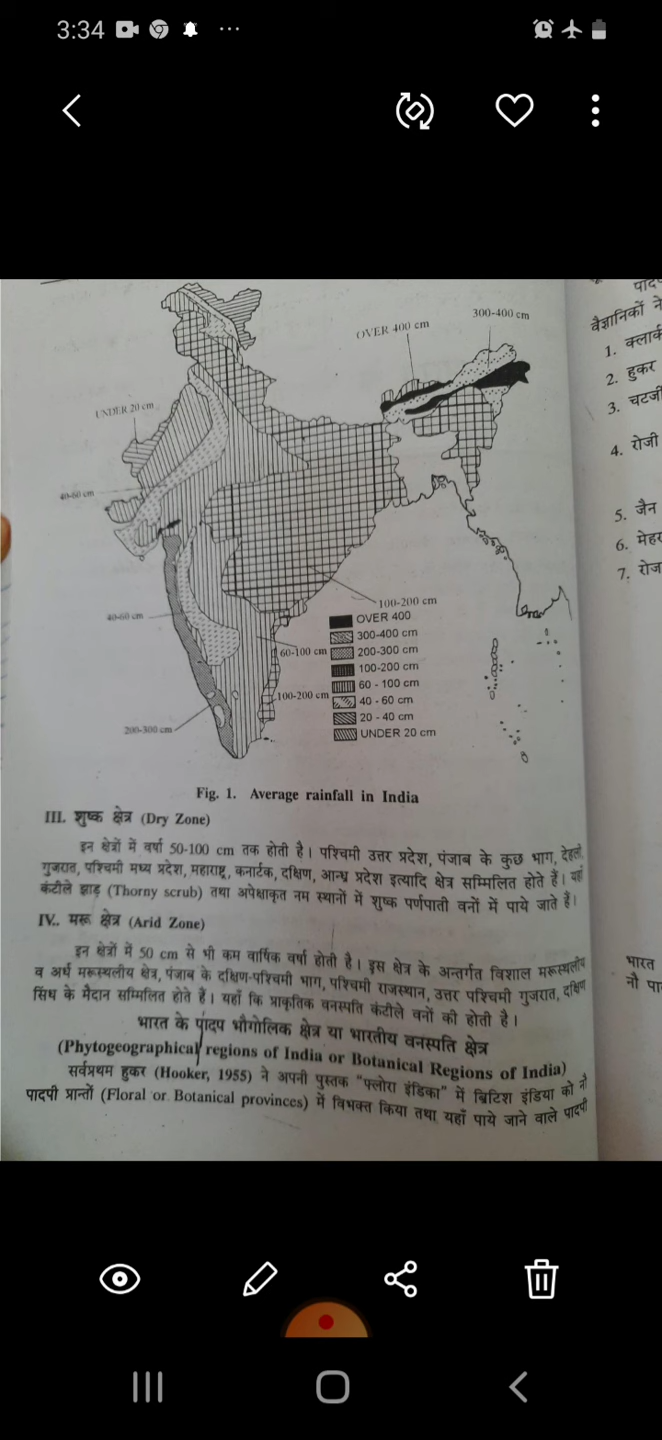 3:34
OVER 400 cm
300-400 cm
UNDER 20 cm
40-60 cm
40-60 cm
100-200 cm
60-100 cm
100-200 cm
200-300 cm
OVER 400
300-400 cm
200-300 cm
100-200 cm
60 - 100 cm
40 - 60 cm
20 - 40 cm
UNDER 20 cm
Fig. 1. Average rainfall in India
III. शुष्क क्षेत्र (Dry Zone)
इन क्षेत्रों में वर्षा 50-100 cm तक होती है। पश्चिमी उत्तर प्रदेश, पंजाब के कुछ भाग, देहली,
गुजरात, पश्चिमी मध्य प्रदेश, महाराष्ट्र, कनार्टक, दक्षिण, आन्ध्र प्रदेश इत्यादि क्षेत्र सम्मिलित होते हैं। यहाँ
कंटीले झाड़ (Thorny scrub) तथा अपेक्षाकृत नम स्थानों में शुष्क पर्णपाती वनों में पाये जाते हैं।
IV.. मरू क्षेत्र (Arid Zone)
इन क्षेत्रों में 50 cm से भी कम वार्षिक वर्षा होती है। इस क्षेत्र के अन्तर्गत विशाल मरूस्थलीय
व अर्ध मरूस्थलीय क्षेत्र, पंजाब के दक्षिण-पश्चिमी भाग, पश्चिमी राजस्थान, उत्तर पश्चिमी गुजरात, दक्षिण
सिंध के मैदान सम्मिलित होते हैं। यहाँ कि प्राकृतिक वनस्पति कंटीले वनों की होती है।
भारत के पादप भौगोलिक क्षेत्र या भारतीय वनस्पति क्षेत्र
(Phytogeographical regions of India or Botanical Regions of India)
सर्वप्रथम हुकर (Hooker, 1955) ने अपनी पुस्तक "फ्लोरा इंडिका" में ब्रिटिश इंडिया को नौ
पादपी प्रान्तों (Floral or Botanical provinces) में विभक्त किया तथा यहाँ पाये जाने वाले पादपी
वैज्ञानिकों ने
1. क्लार्क
2. हुकर
3. चटर्जी
4. रोजी
5. जैन
6. मेहर
7. रोज
भारत
नौ पा